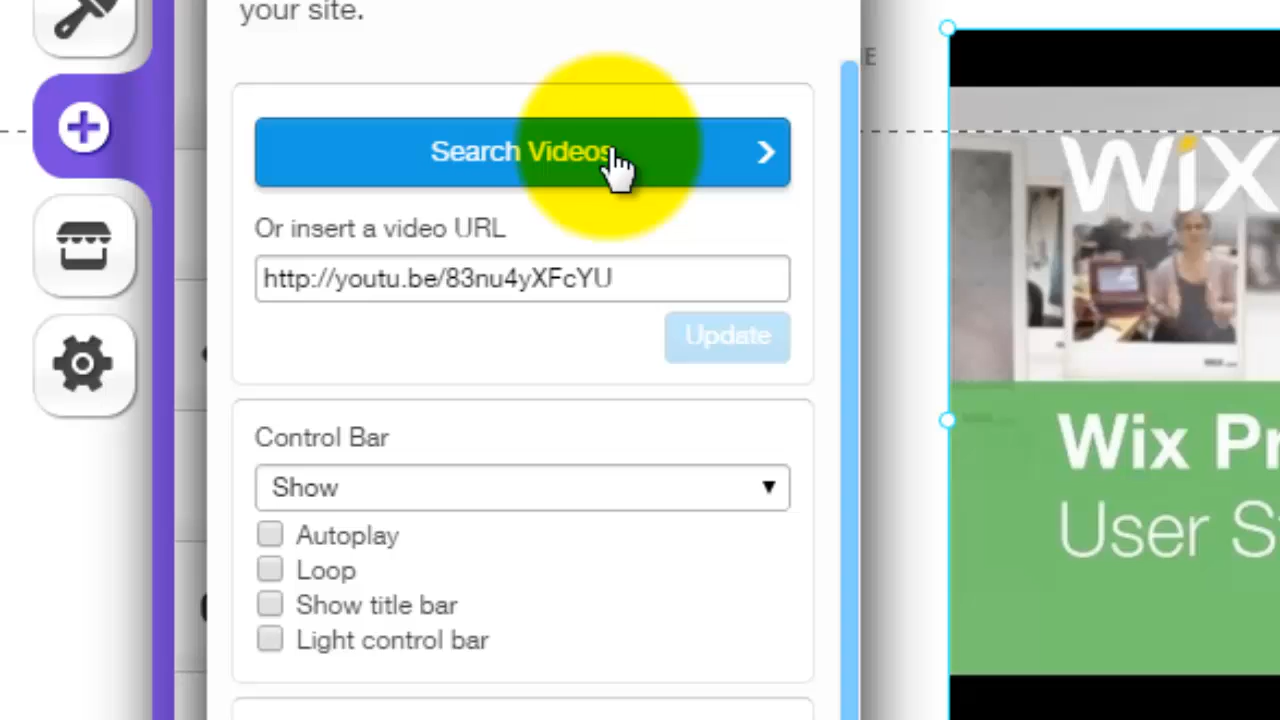 your site.
E
Search Videos
Or insert a video URL
http://youtu.be/83nu4yXFcYU
Update
Control Bar
Show
Autoplay
Loop
Show title bar
Light control bar
WiX
Wix Pr
User S